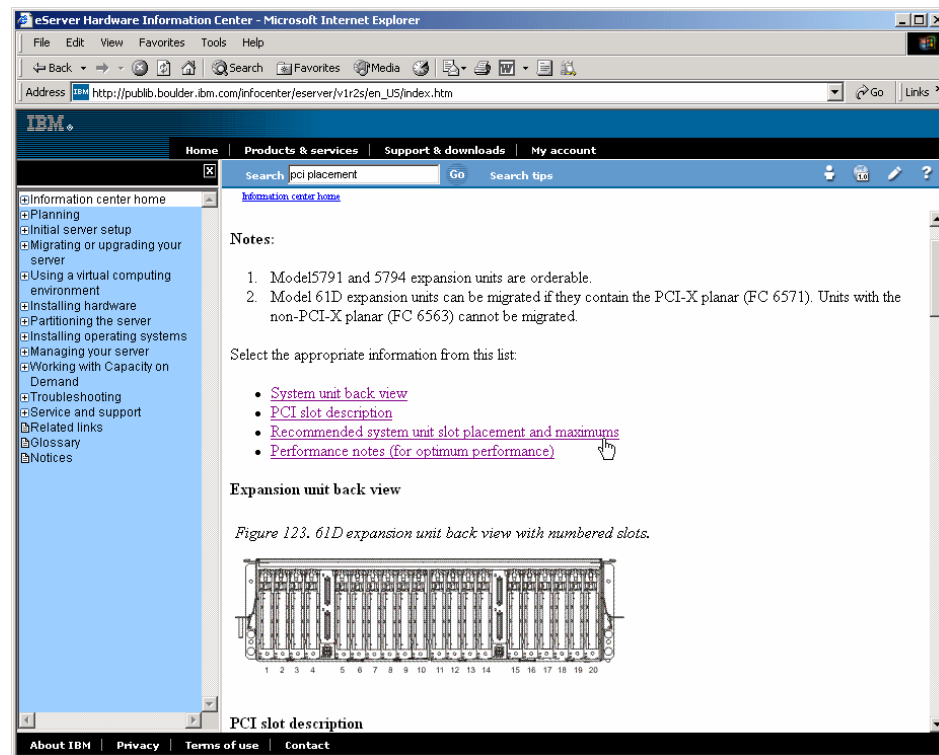 eServer Hardware Information Center - Microsoft Internet Explorer
File Edit View Favorites Tools Help
Back Search Favorites Media
Address http://publib.boulder.ibm.com/infocenter/eserver/v1r2s/en_US/index.htm Go Links
IBM
Home | Products & services | Support & downloads | My account
Search pci placement Go Search tips
Information center home
Planning
Initial server setup
Migrating or upgrading your
server
Using a virtual computing
environment
Installing hardware
Partitioning the server
Installing operating systems
Managing your server
Working with Capacity on
Demand
Troubleshooting
Service and support
Related links
Glossary
Notices
Information center home
Notes:
1. Model5791 and 5794 expansion units are orderable.
2. Model 61D expansion units can be migrated if they contain the PCI-X planar (FC 6571). Units with the
non-PCI-X planar (FC 6563) cannot be migrated.
Select the appropriate information from this list:
• System unit back view
• PCI slot description
• Recommended system unit slot placement and maximums
• Performance notes (for optimum performance)
Expansion unit back view
Figure 123. 61D expansion unit back view with numbered slots.
1 2 3 4 5 6 7 8 9 10 11 12 13 14 15 16 17 18 19 20
PCI slot description
About IBM | Privacy | Terms of use | Contact